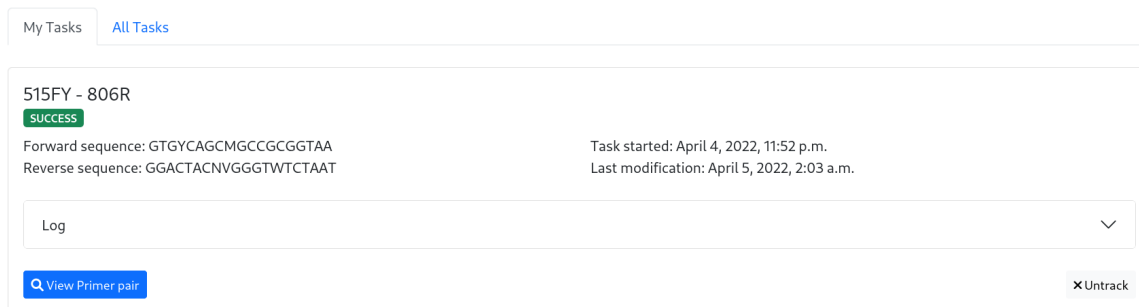 My Tasks
All Tasks
515FY - 806R
SUCCESS
Forward sequence: GTGYCAGCMGCCGCGGTAA
Task started: April 4, 2022, 11:52 p.m.
Reverse sequence: GGACTACNVGGGTWTCTAAT
Last modification: April 5, 2022, 2:03 a.m.
Log
View Primer pair
Untrack